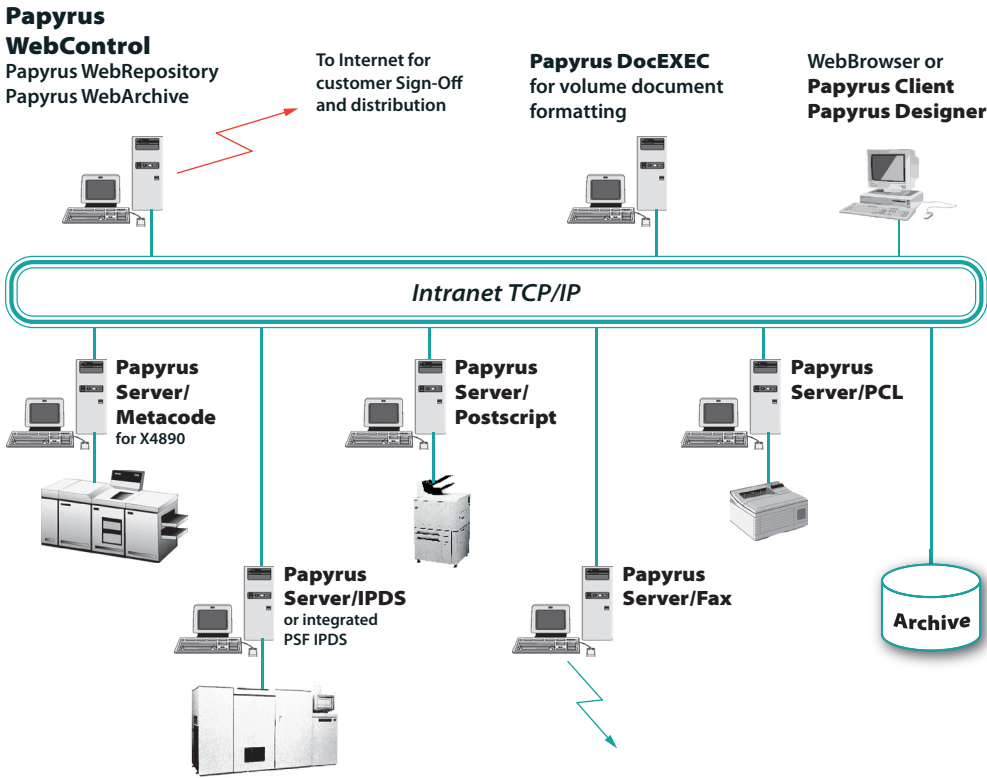 Papyrus
WebControl
Papyrus WebRepository
Papyrus WebArchive
To Internet for
customer Sign-Off
and distribution
Papyrus DocEXEC
for volume document
formatting
WebBrowser or
Papyrus Client
Papyrus Designer
Intranet TCP/IP
Papyrus
Server/
Metacode
for X4890
Papyrus
Server/
Postscript
Papyrus
Server/PCL
Papyrus
Server/IPDS
or integrated
PSF IPDS
Papyrus
Server/Fax
Archive